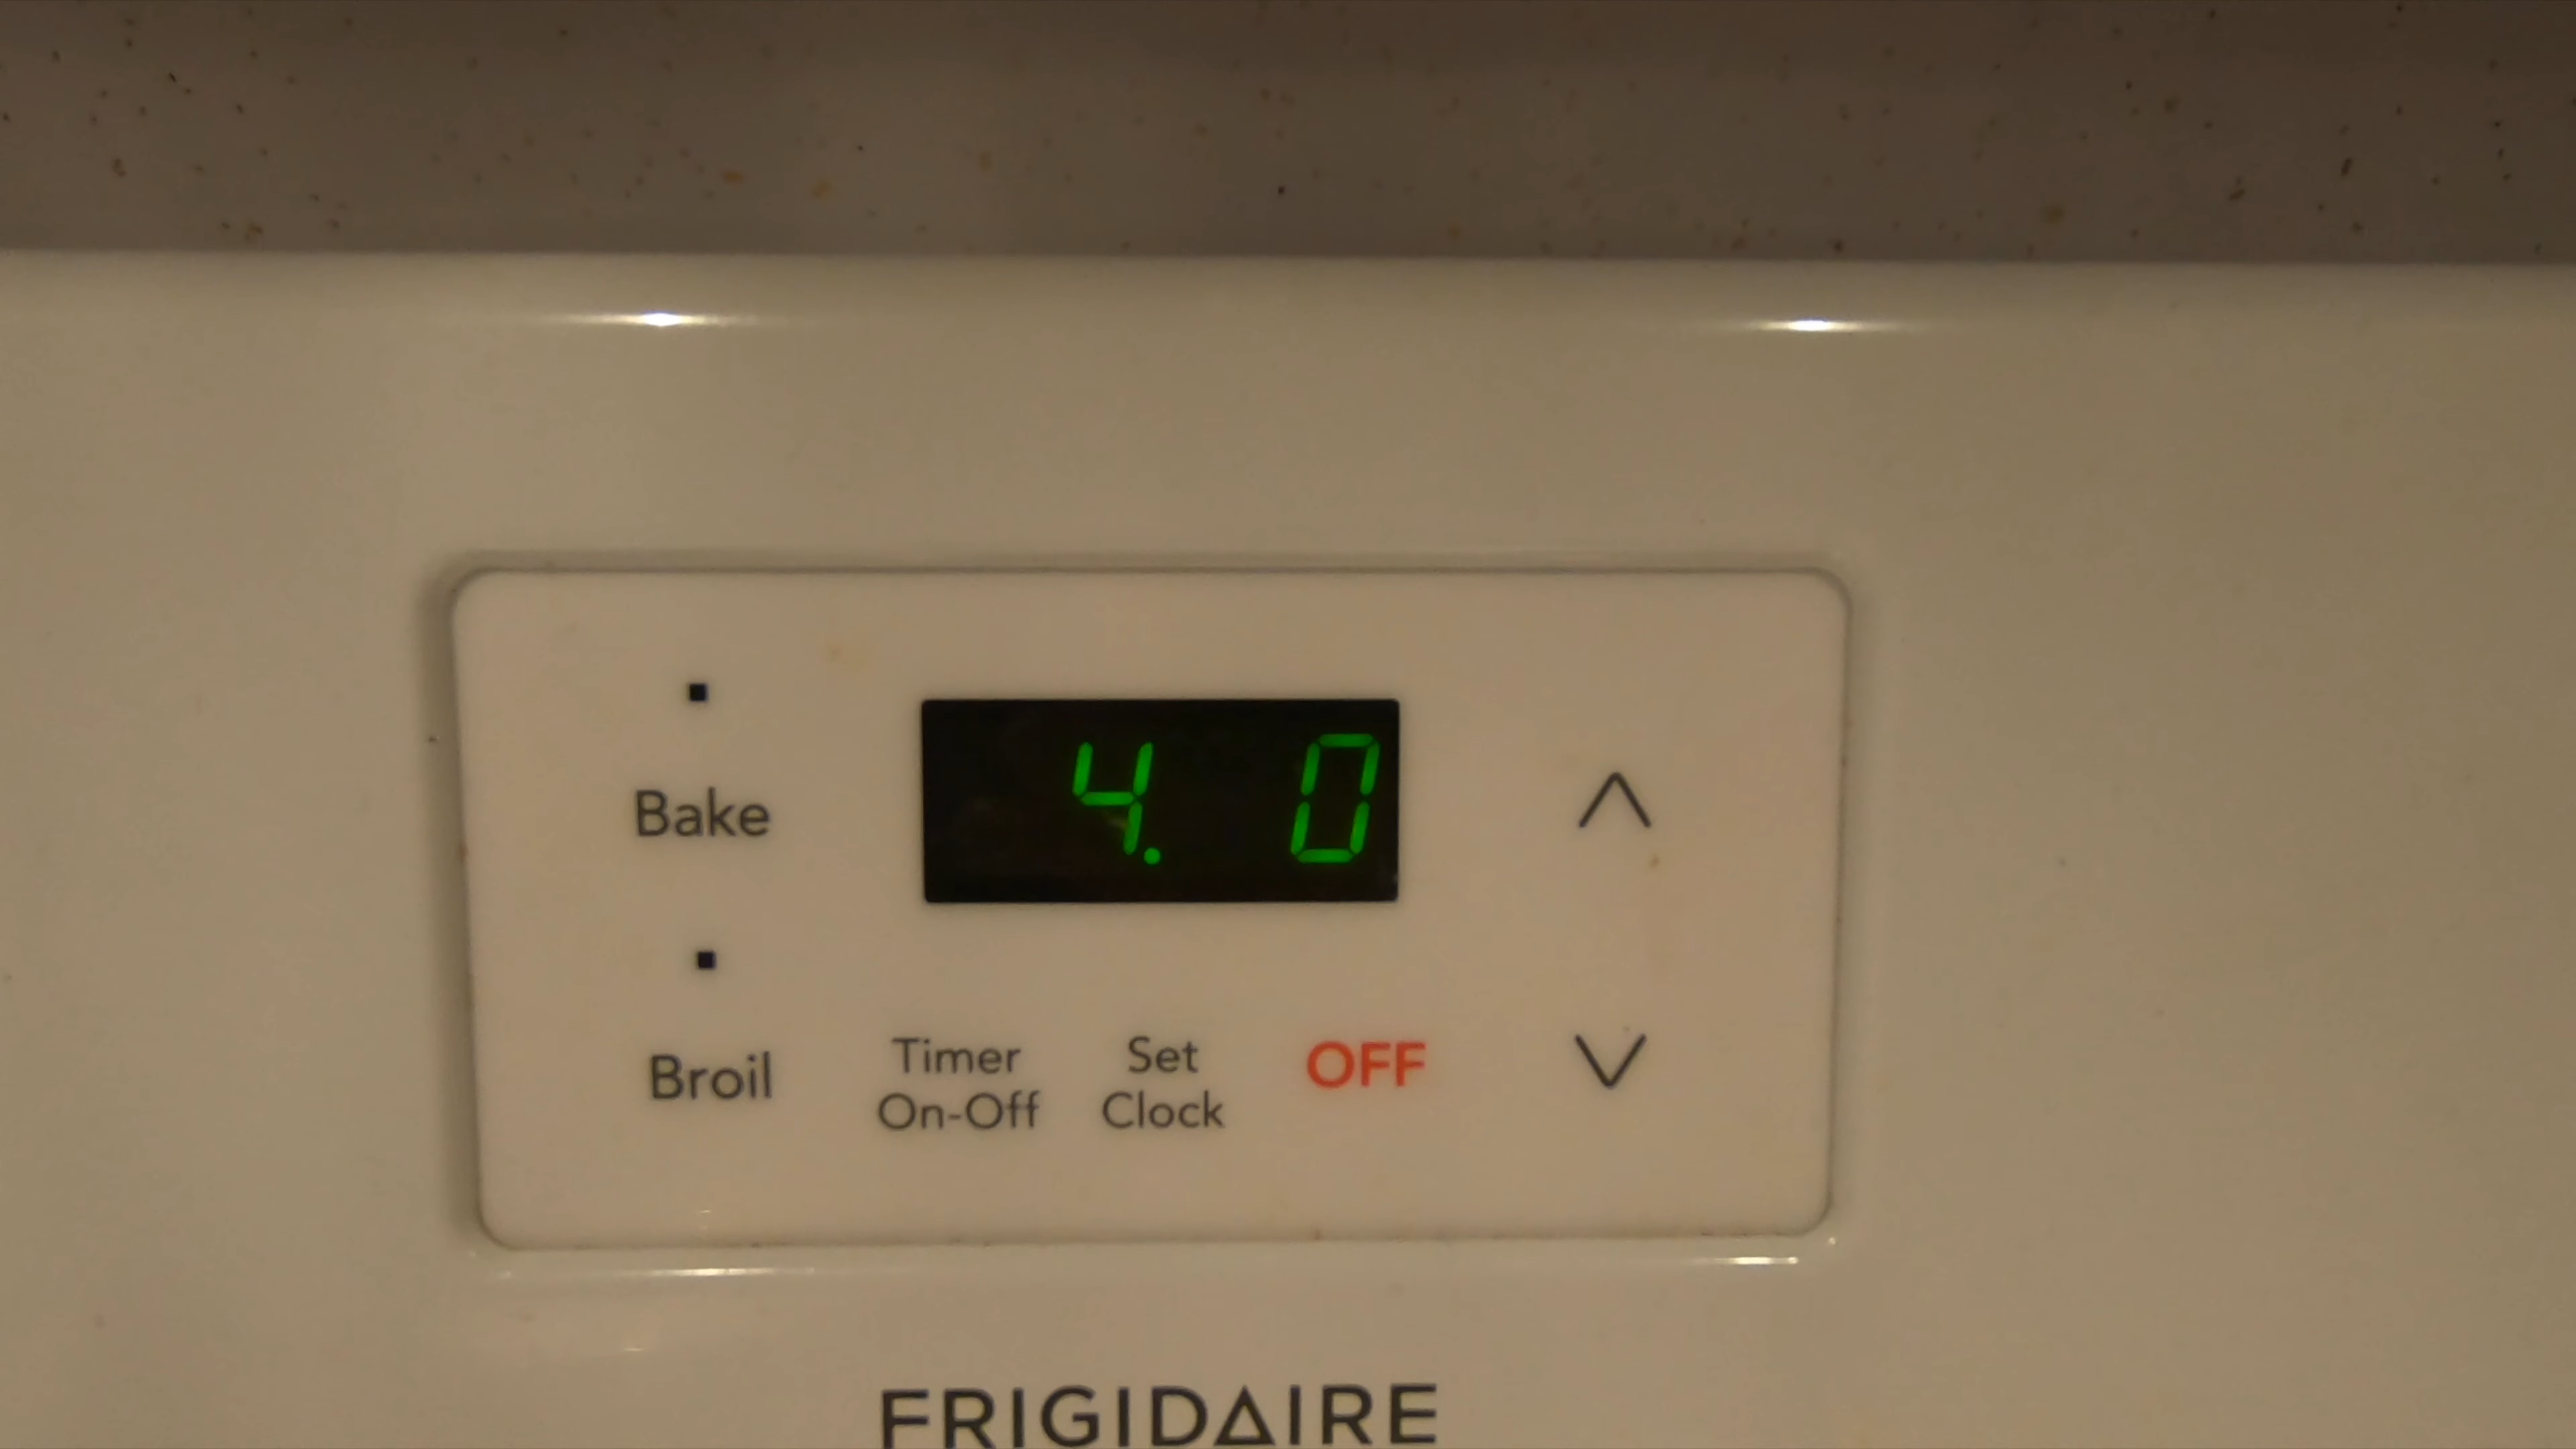 Bake
4. 0
Broil
Timer
On-Off
Set
Clock
OFF
FRIGIDAIRE